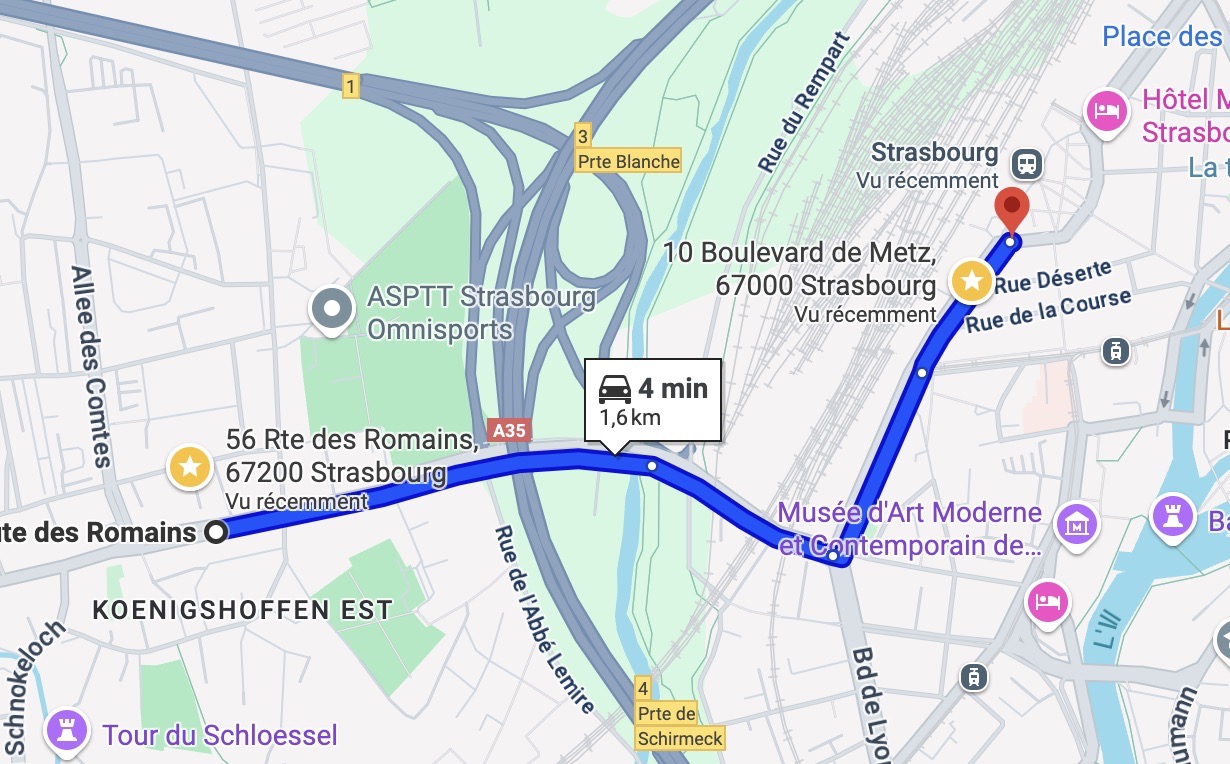 Place des
1
Hôtel M
Strasbo
3
Prte Blanche
Rue du Rempart
Strasbourg
Vu récemment
La t
10 Boulevard de Metz,
67000 Strasbourg
Vu récemment
Rue Déserte
Rue de la Course
Allee des Comtes
ASPTT Strasbourg
Omnisports
4 min
1,6 km
A35
56 Rte des Romains,
67200 Strasbourg
Vu récemment
ute des Romains
Musée d'Art Moderne
et Contemporain de...
Ba
KOENIGSHOFFEN EST
Rue de l'Abbé Lemire
L'Ill
Schnokeloch
Bd de Lyon
4
Prte de
Schirmeck
Tour du Schloessel
umann